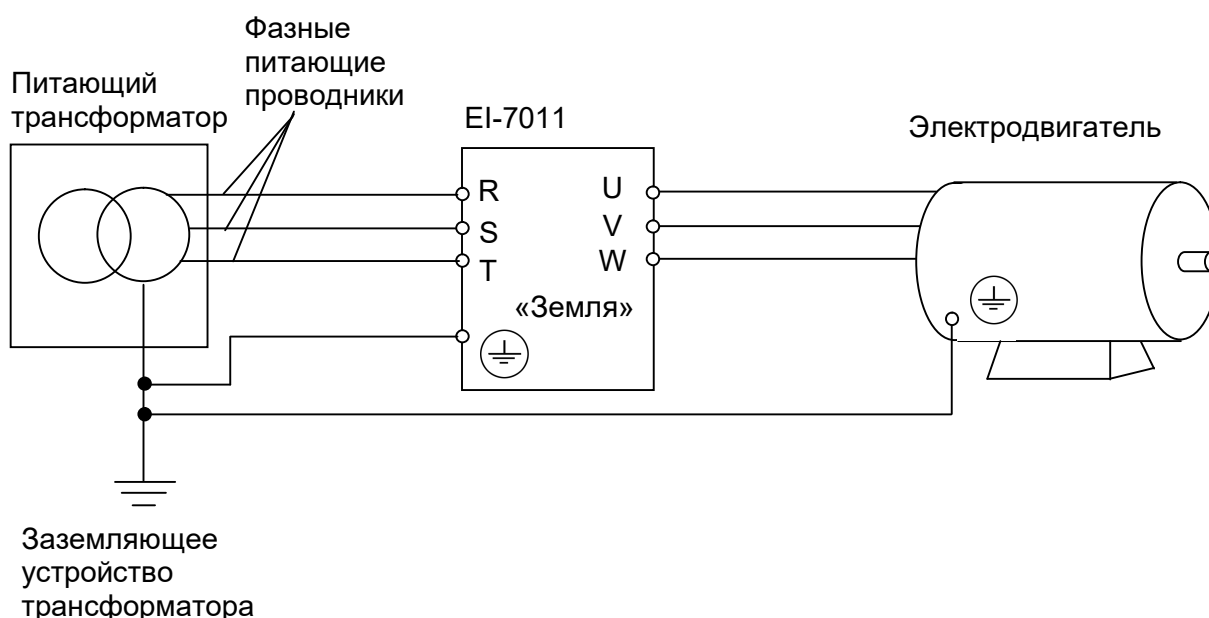 Фазные
питающие
проводники
Питающий
трансформатор
EI-7011
Электродвигатель
R
U
S
V
T
W
«Земля»
Заземляющее
устройство
трансформатора